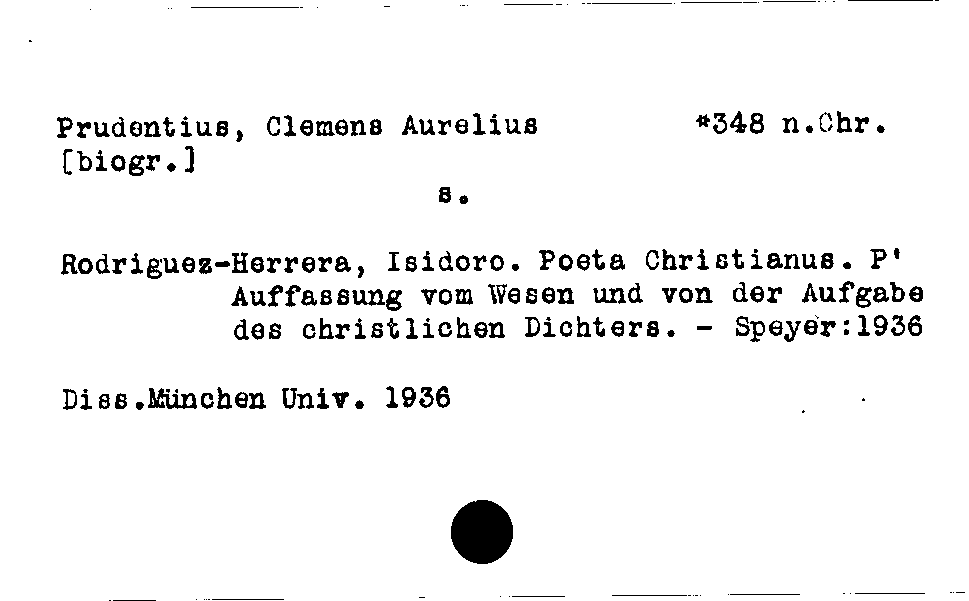 Prudentius, Clemens Aurelius *348 n.Chr.
[biogr.]
s.
Rodriguez-Herrera, Isidoro. Poeta Christianus. P'
Auffassung vom Wesen und von der Aufgabe
des christlichen Dichters. - Speyer:1936
Diss.München Univ. 1936